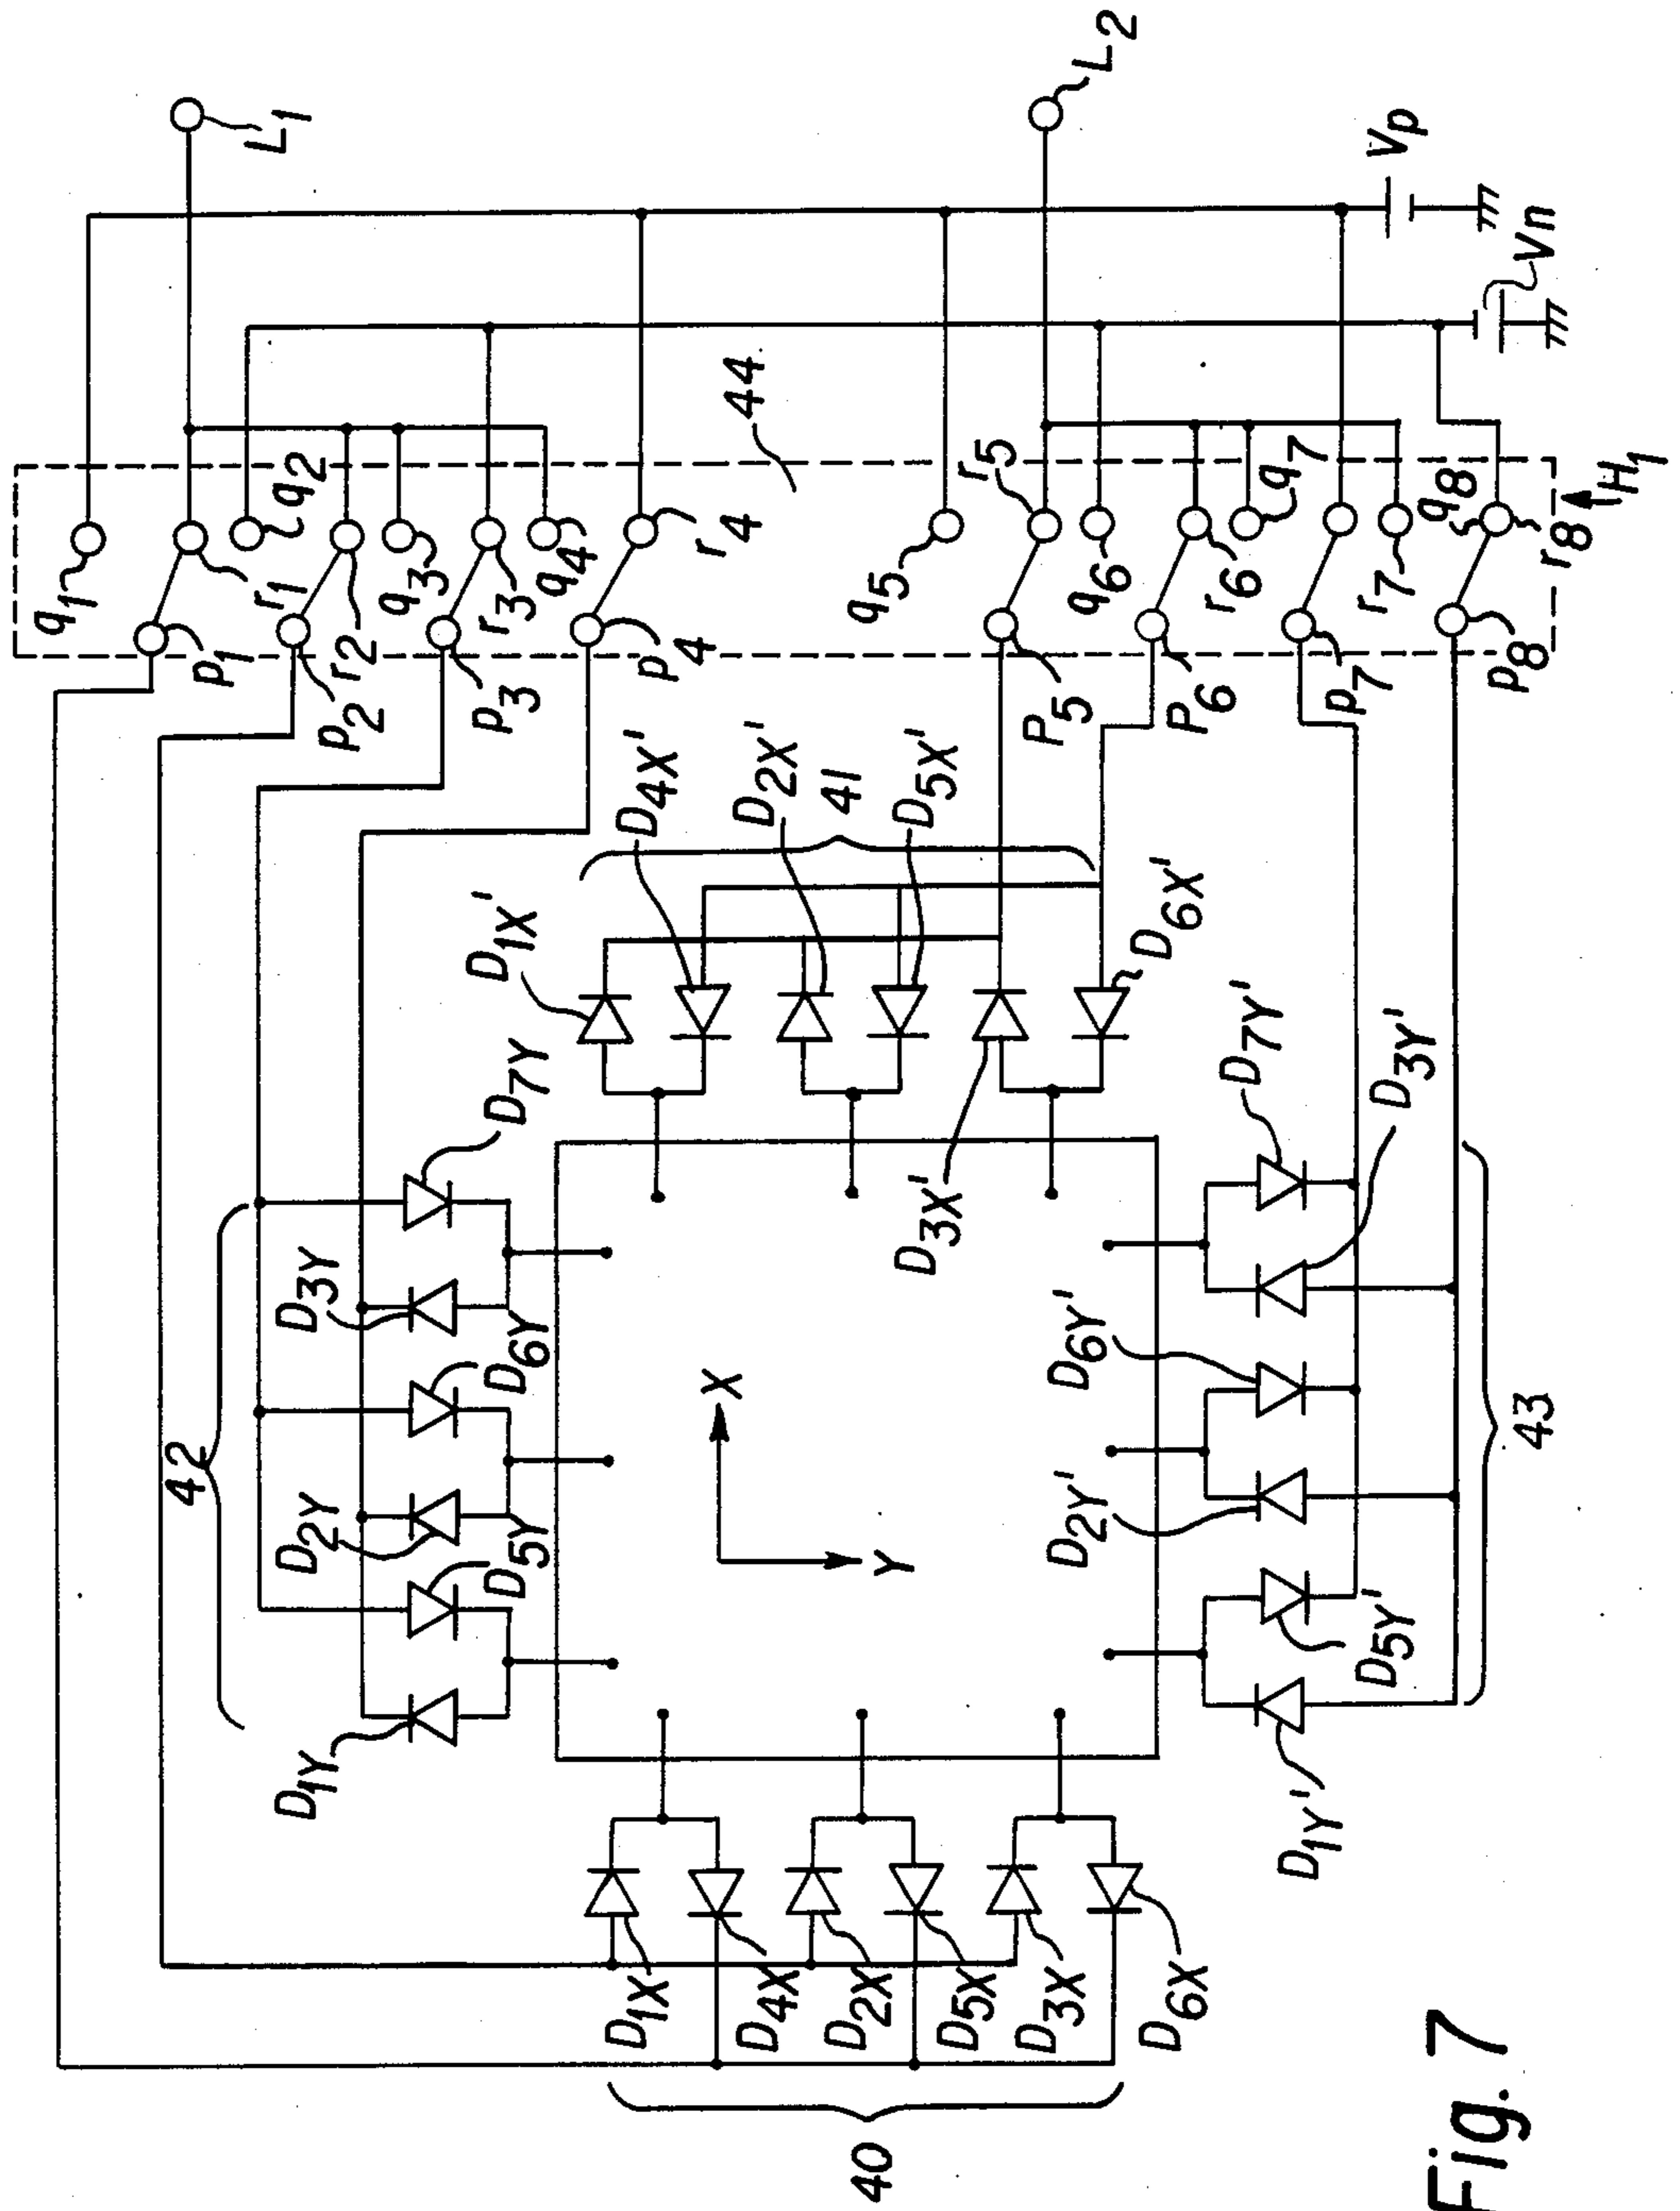 Fig. 7
40
41
42
43
44
D1X
D4X
D2X
D5X
D3X
D6X
D1Y
D5Y
D2Y
D6Y
D3Y
D7Y
D1X'
D4X'
D2X'
D5X'
D3X'
D6X'
D1Y'
D5Y'
D2Y'
D6Y'
D3Y'
D7Y'
X
Y
p1
p2
p3
p4
P5
P6
p7
p8
q1
r1
q2
r2
q3
r3
q4
r4
q5
r5
q6
r6
q7
r7
q8
r8
H1
L1
L2
Vp
Vn